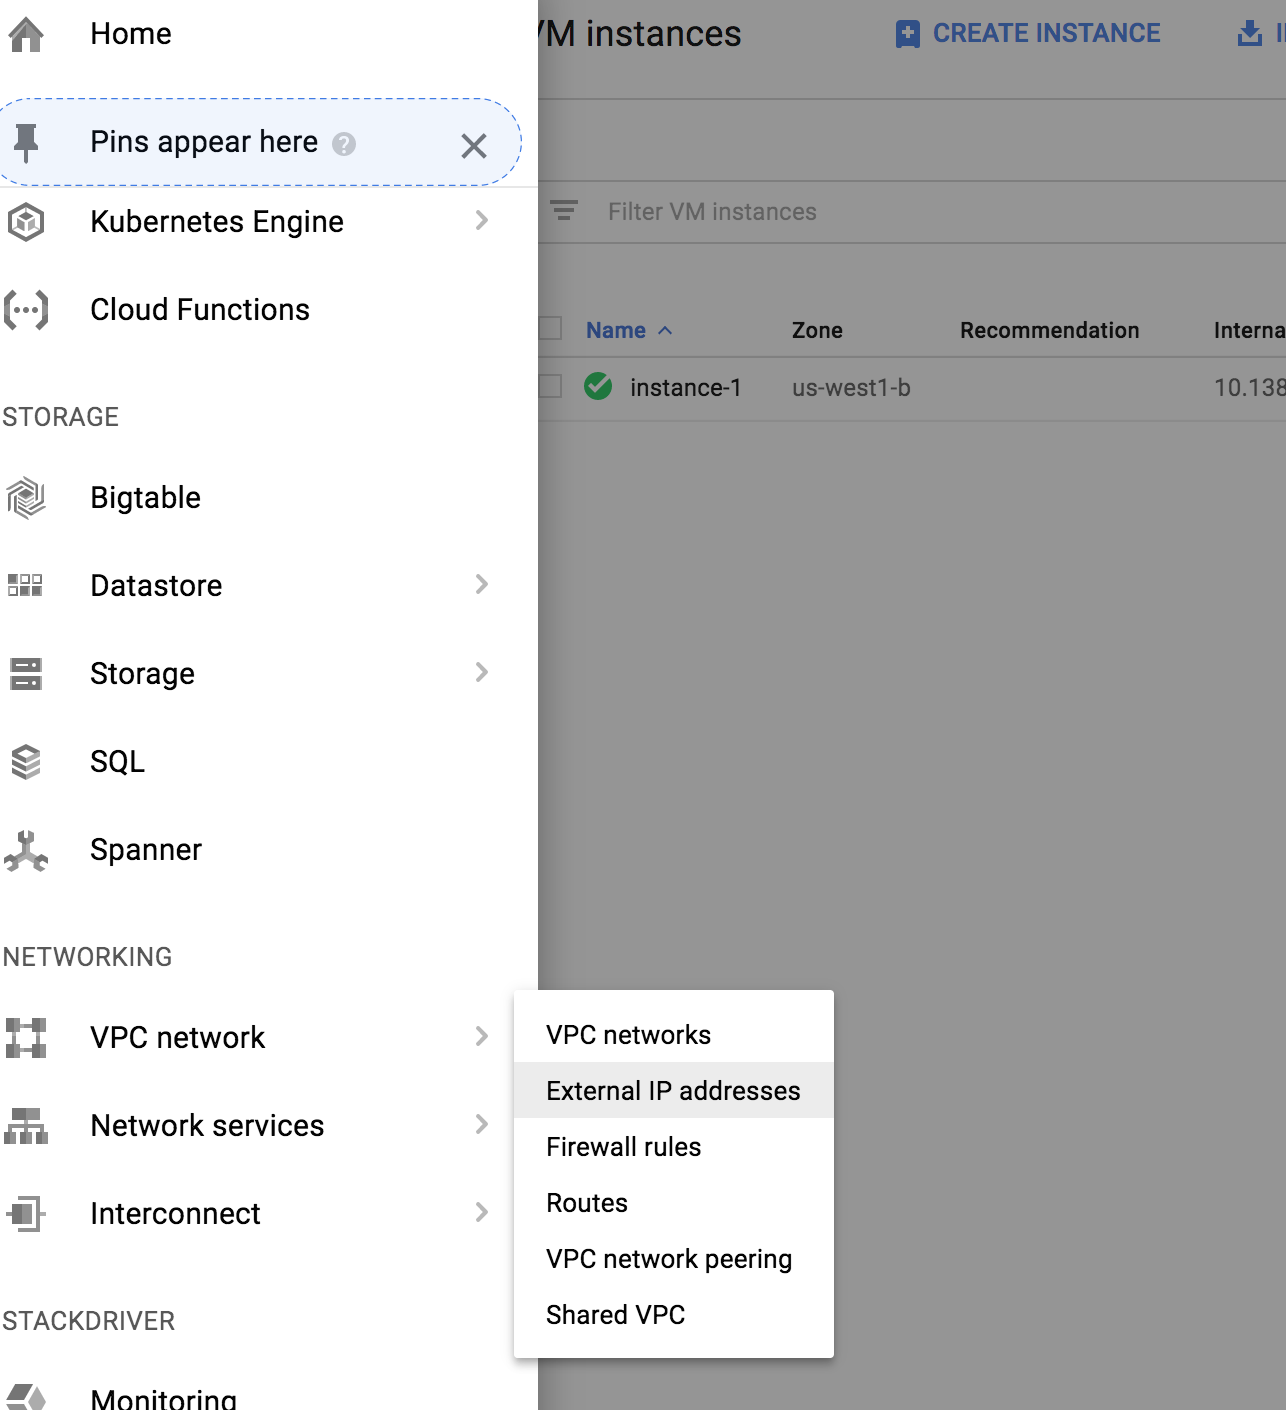 Home
Pins appear here ?
Kubernetes Engine
Cloud Functions
STORAGE
Bigtable
Datastore
Storage
SQL
Spanner
NETWORKING
VPC network
Network services
Interconnect
STACKDRIVER
Monitoring
VPC networks
External IP addresses
Firewall rules
Routes
VPC network peering
Shared VPC
VM instances
CREATE INSTANCE
Filter VM instances
Name Zone Recommendation Interna
instance-1 us-west1-b 10.138